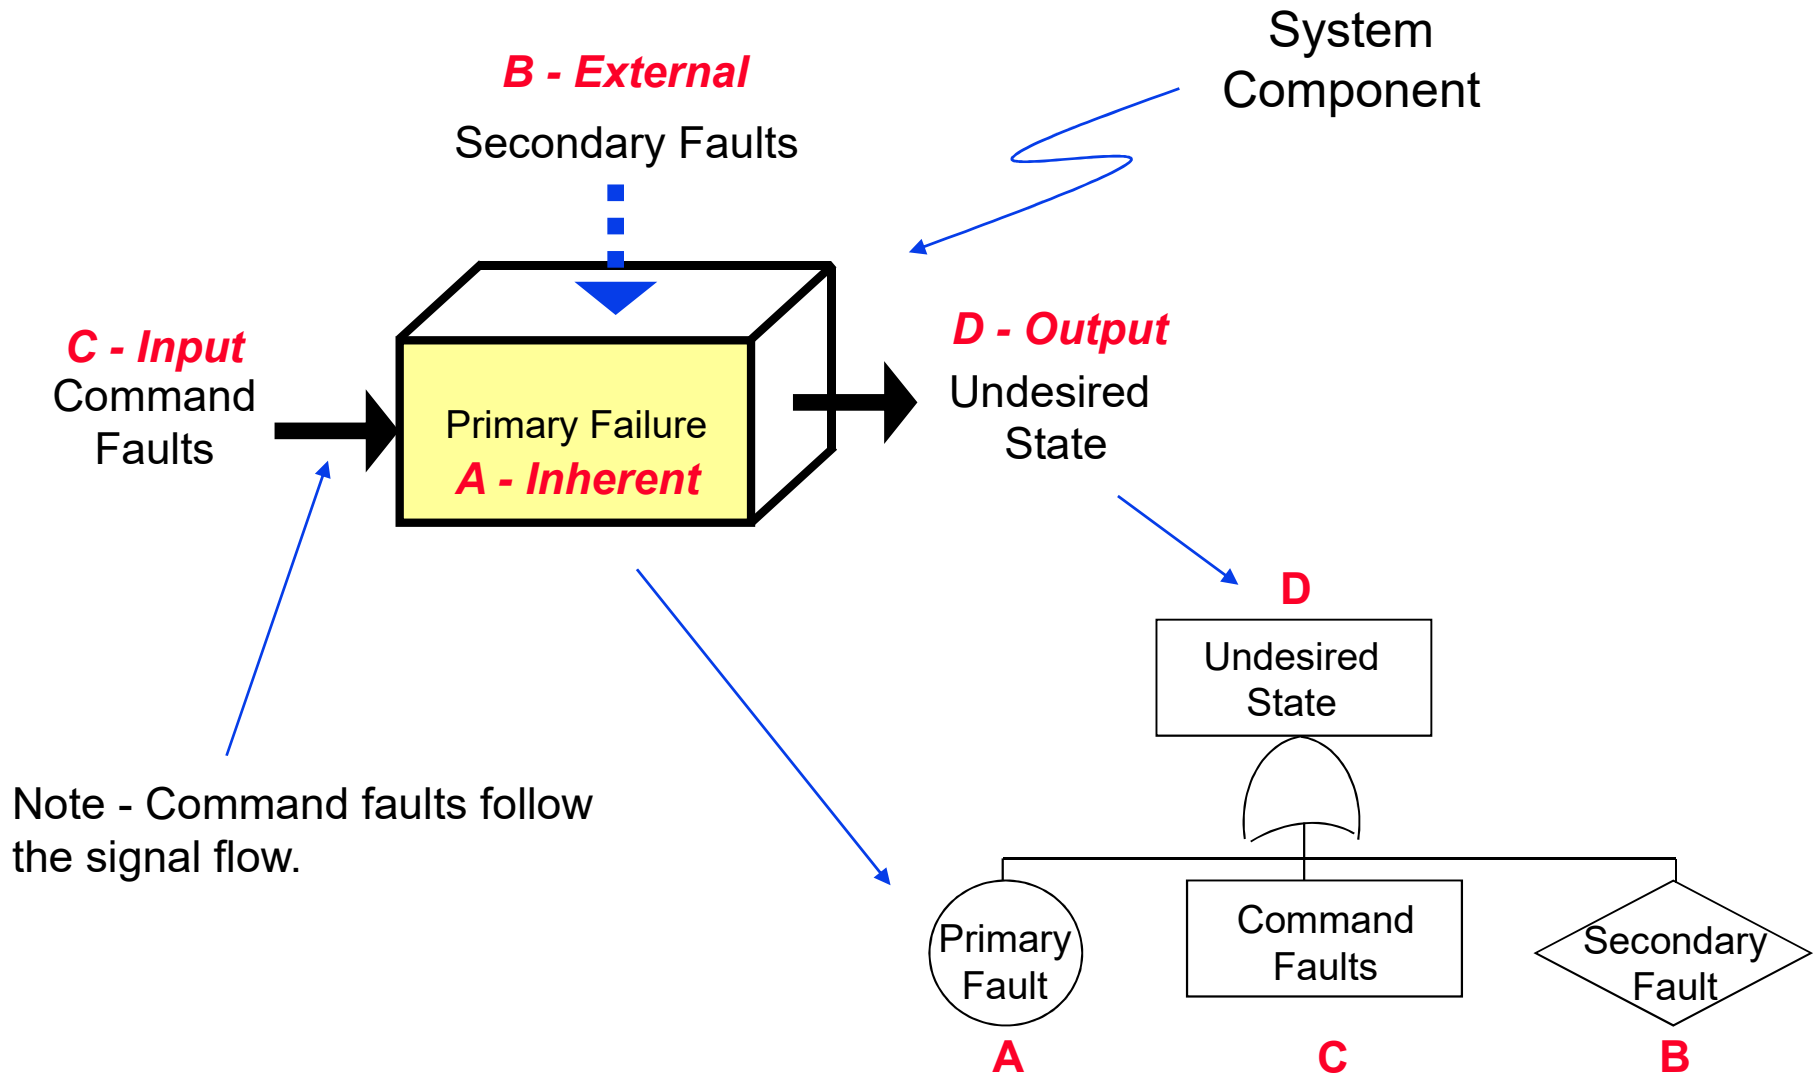 System
Component
B - External
Secondary Faults
C - Input
Command
Faults
Primary Failure
A - Inherent
D - Output
Undesired
State
Note - Command faults follow
the signal flow.
D
Undesired
State
Primary
Fault
A
Command
Faults
C
Secondary
Fault
B